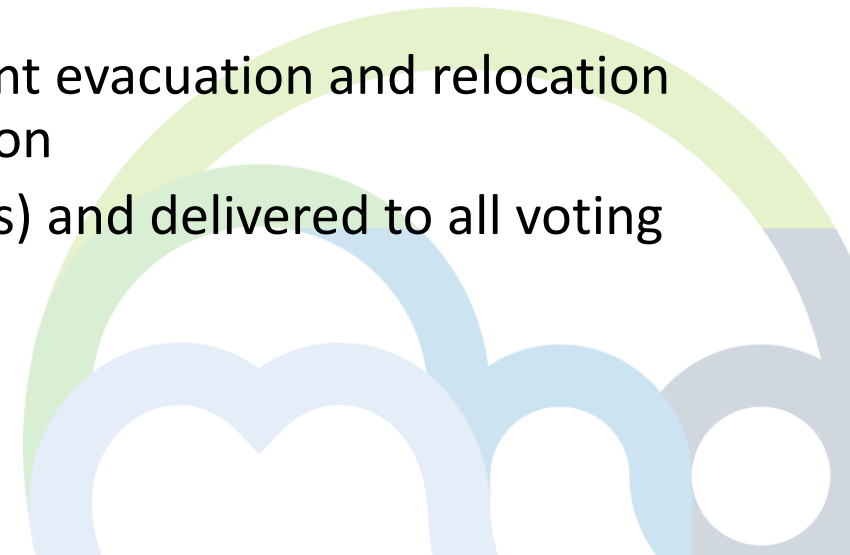 nt evacuation and relocation
on
s) and delivered to all voting